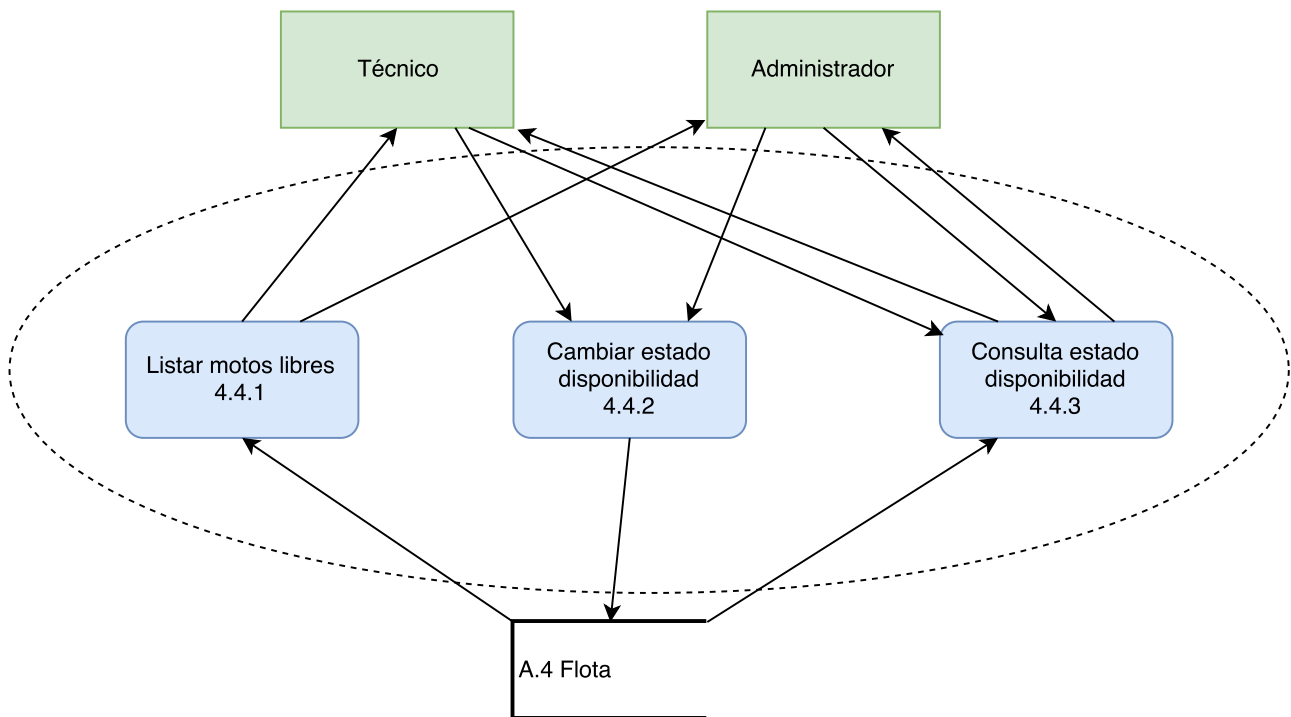 Técnico
Administrador
Listar motos libres
4.4.1
Cambiar estado
disponibilidad
4.4.2
Consulta estado
disponibilidad
4.4.3
A.4 Flota